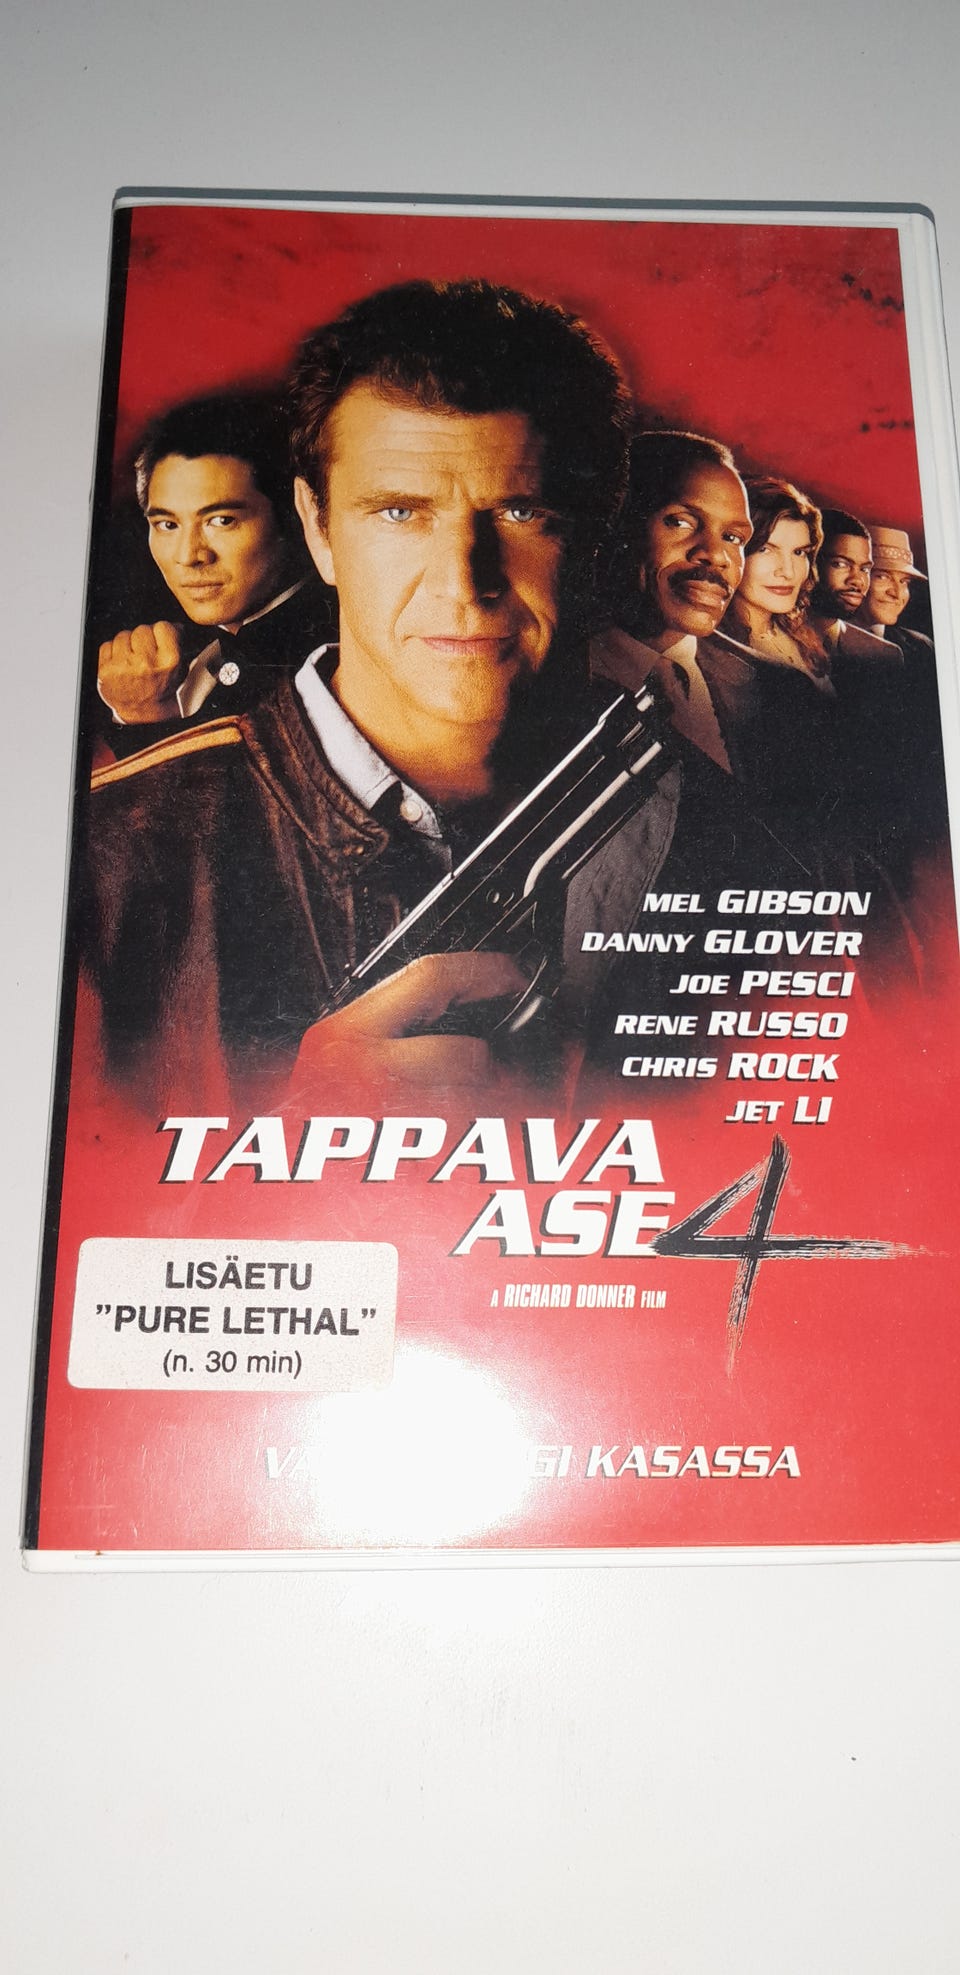 MEL GIBSON
DANNY GLOVER
JOE PESCI
RENE RUSSO
CHRIS ROCK
JET LI
TAPPAVA
ASE 4
A RICHARD DONNER FILM
LISÄETU
"PURE LETHAL"
(n. 30 min)
KASASSA